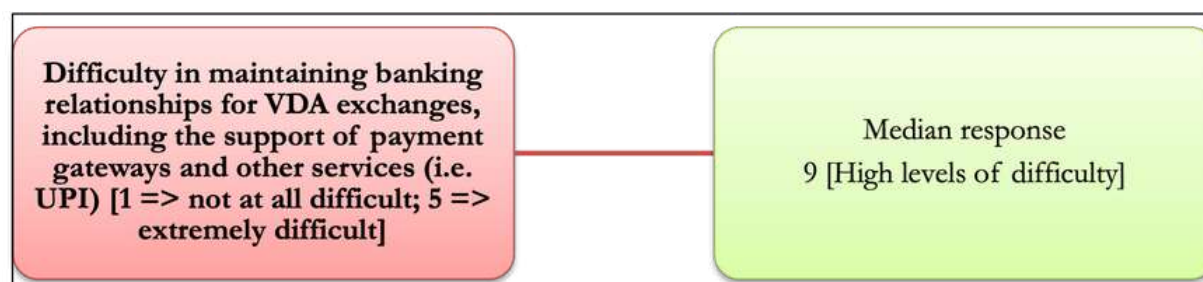 Difficulty in maintaining banking
relationships for VDA exchanges,
including the support of payment
gateways and other services (i.e.
UPI) [1 => not at all difficult; 5 =>
extremely difficult]
Median response
9 [High levels of difficulty]